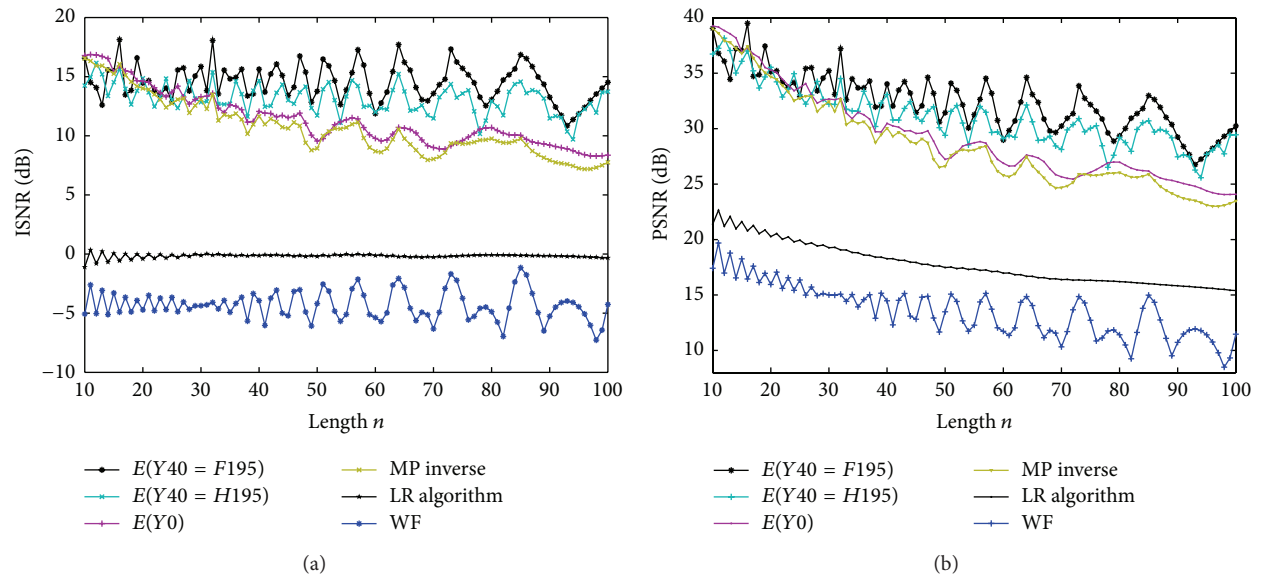 20
15
10
5
0
−5
−10
ISNR (dB)
10 20 30 40 50 60 70 80 90 100
Length n
E(Y40 = F195)
E(Y40 = H195)
E(Y0)
MP inverse
LR algorithm
WF
(a)
40
35
30
25
20
15
10
PSNR (dB)
10 20 30 40 50 60 70 80 90 100
Length n
E(Y40 = F195)
E(Y40 = H195)
E(Y0)
MP inverse
LR algorithm
WF
(b)